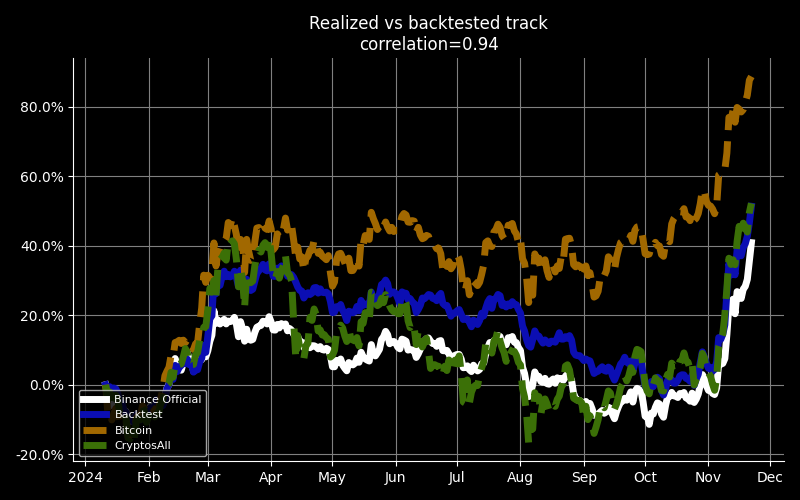 Realized vs backtested track
correlation=0.94
80.0%
60.0%
40.0%
20.0%
0.0%
-20.0%
Binance Official
Backtest
Bitcoin
CryptosAll
2024 Feb Mar Apr May Jun Jul Aug Sep Oct Nov Dec